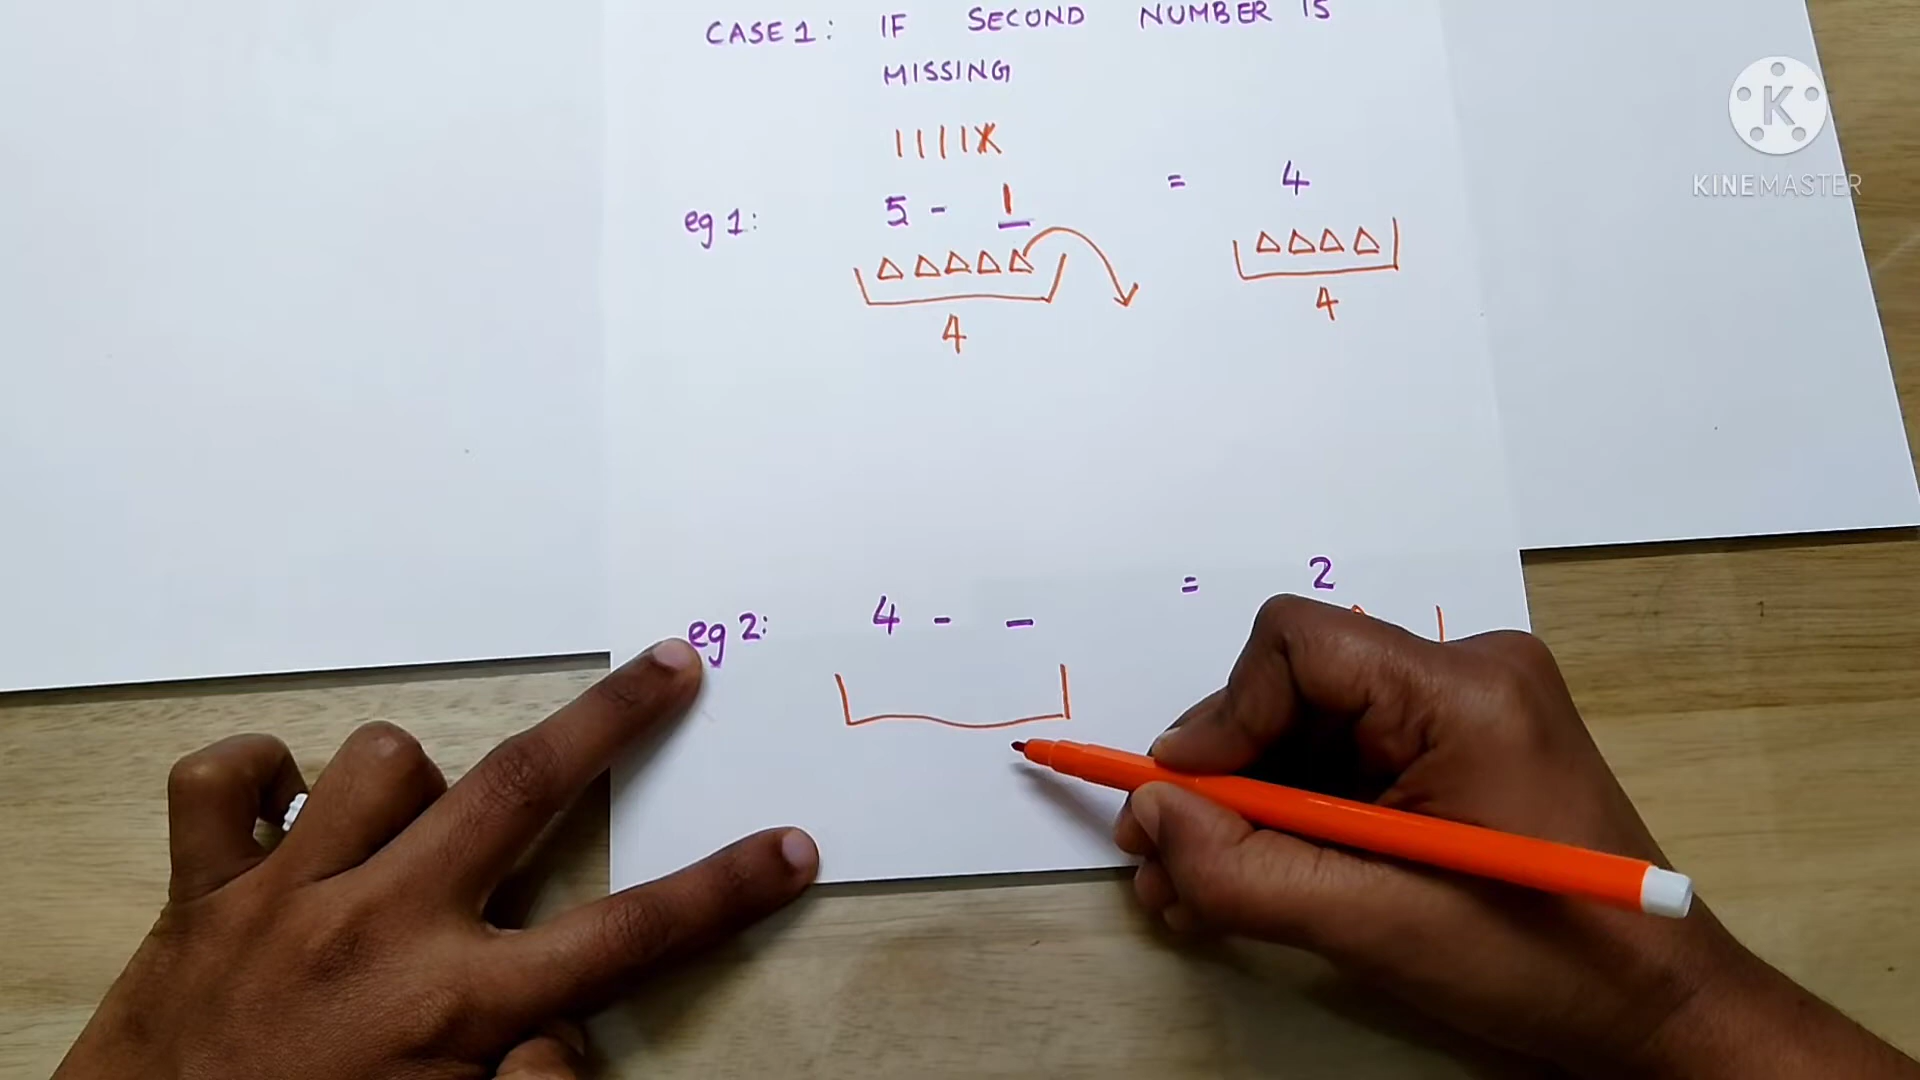 CASE 1: IF SECOND NUMBER IS
MISSING
eg 1: 5 - 1 = 4
4 4
eg 2: 4 - _ = 2
K
KINEMASTER